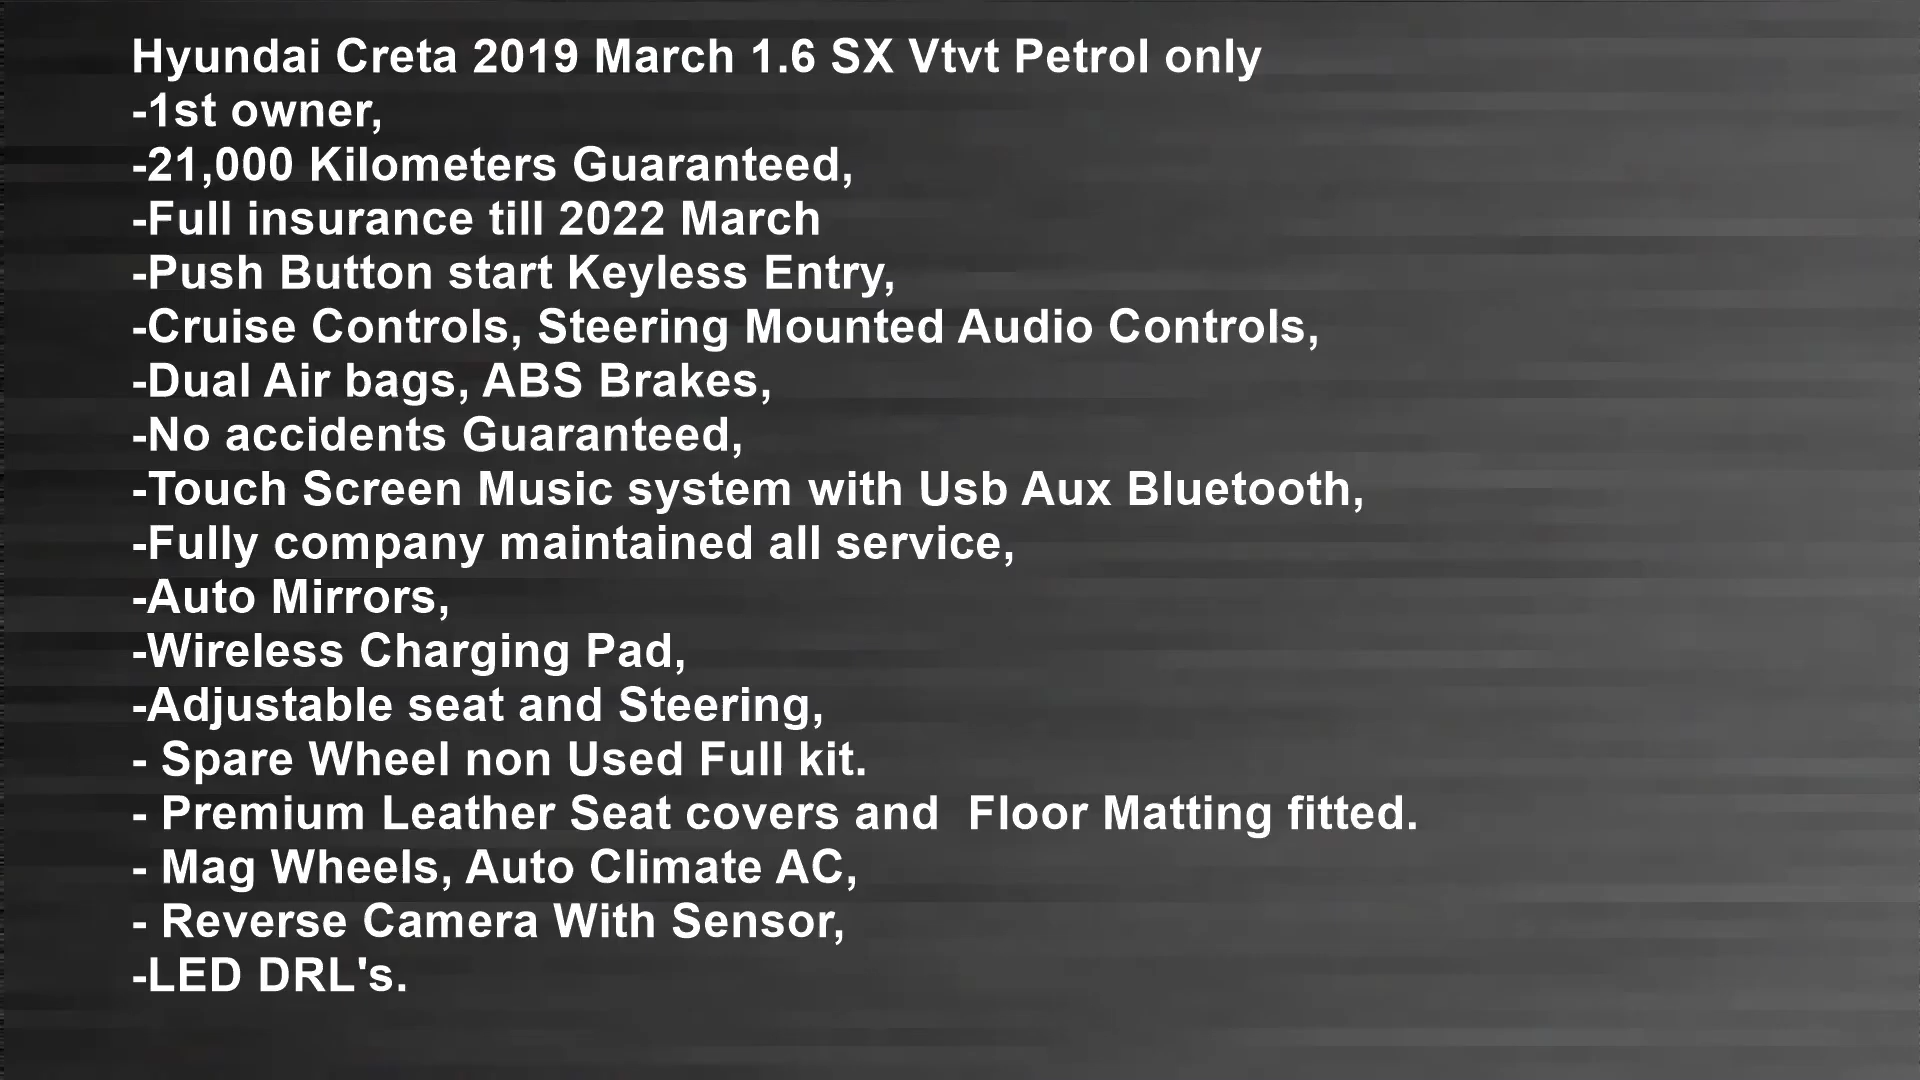 Hyundai Creta 2019 March 1.6 SX Vtvt Petrol only
-1st owner,
-21,000 Kilometers Guaranteed,
-Full insurance till 2022 March
-Push Button start Keyless Entry,
-Cruise Controls, Steering Mounted Audio Controls,
-Dual Air bags, ABS Brakes,
-No accidents Guaranteed,
-Touch Screen Music system with Usb Aux Bluetooth,
-Fully company maintained all service,
-Auto Mirrors,
-Wireless Charging Pad,
-Adjustable seat and Steering,
- Spare Wheel non Used Full kit.
- Premium Leather Seat covers and  Floor Matting fitted.
- Mag Wheels, Auto Climate AC,
- Reverse Camera With Sensor,
-LED DRL's.